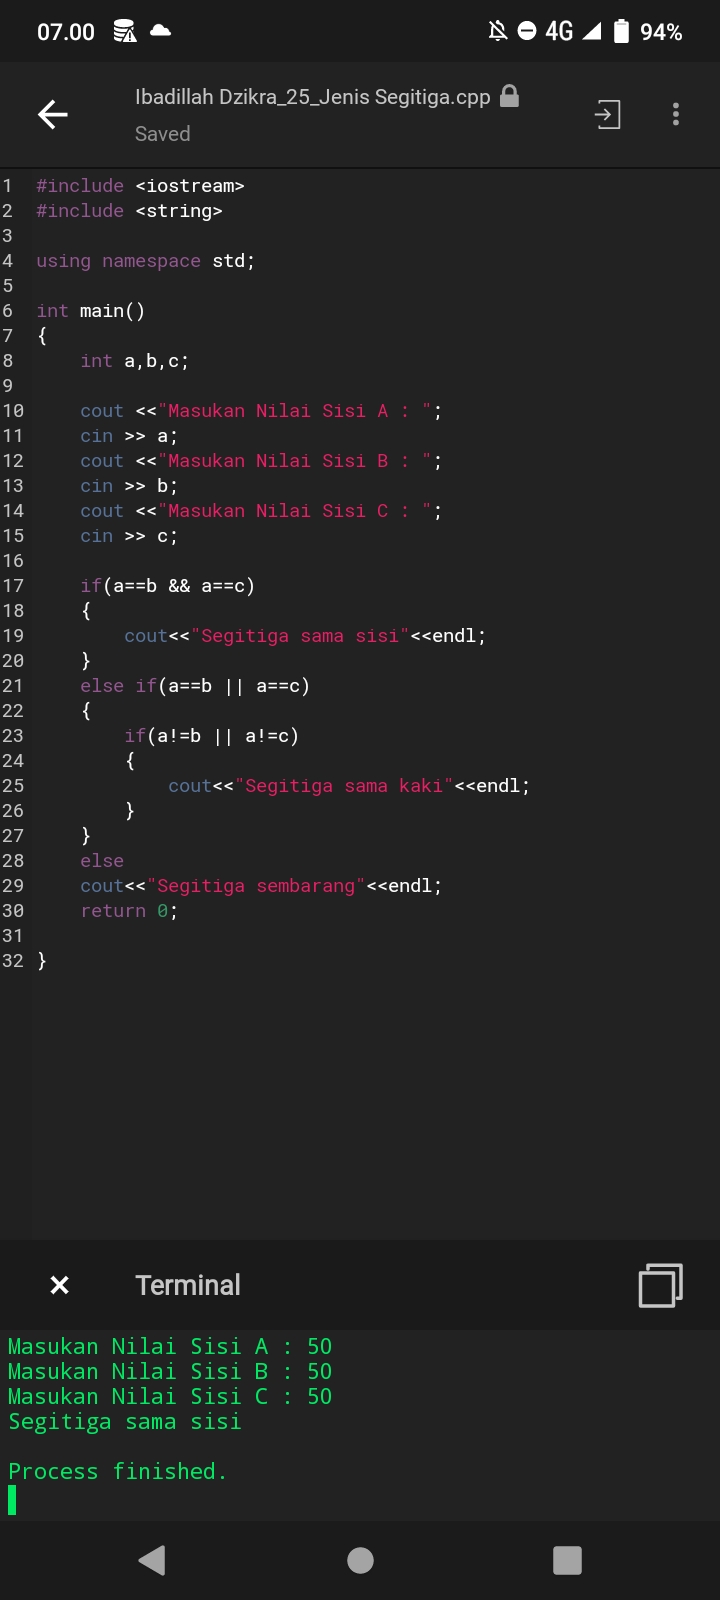 07.00 4G 94%
Ibadillah Dzikra_25_Jenis Segitiga.cpp
Saved
1 #include <iostream>
2 #include <string>
3
4 using namespace std;
5
6 int main()
7 {
8     int a,b,c;
9
10     cout <<"Masukan Nilai Sisi A : ";
11     cin >> a;
12     cout <<"Masukan Nilai Sisi B : ";
13     cin >> b;
14     cout <<"Masukan Nilai Sisi C : ";
15     cin >> c;
16
17     if(a==b && a==c)
18     {
19         cout<<"Segitiga sama sisi"<<endl;
20     }
21     else if(a==b || a==c)
22     {
23         if(a!=b || a!=c)
24         {
25             cout<<"Segitiga sama kaki"<<endl;
26         }
27     }
28     else
29     cout<<"Segitiga sembarang"<<endl;
30     return 0;
31
32 }
Terminal
Masukan Nilai Sisi A : 50
Masukan Nilai Sisi B : 50
Masukan Nilai Sisi C : 50
Segitiga sama sisi
Process finished.